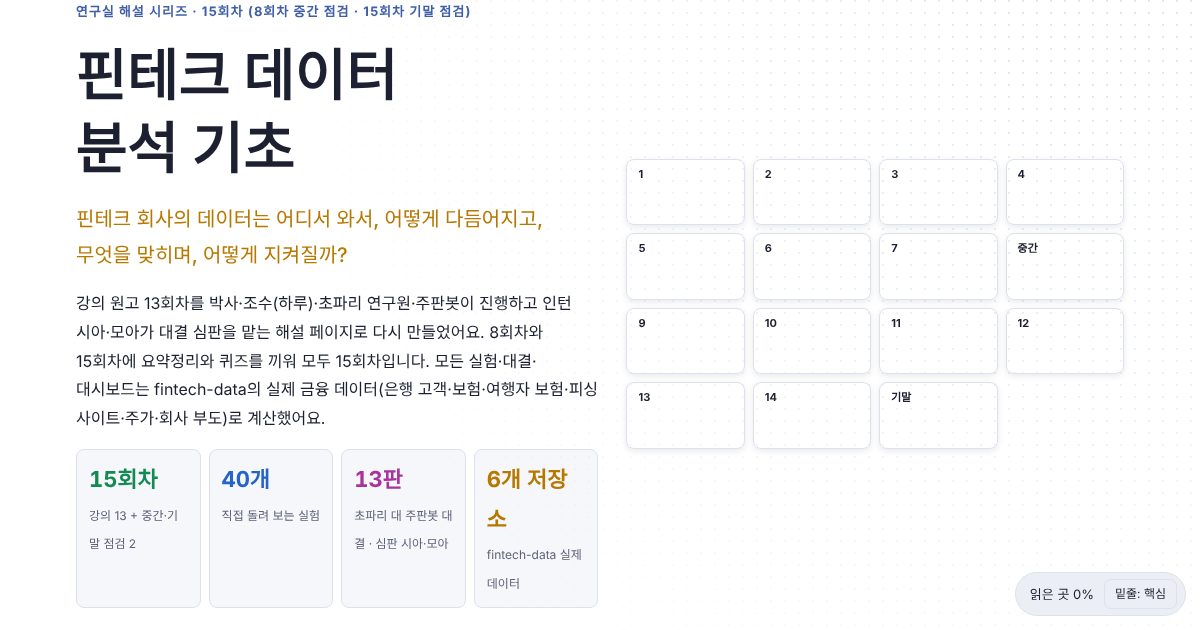 연구실 해설 시리즈 · 15회차 (8회차 중간 점검 · 15회차 기말 점검)
핀테크 데이터
분석 기초
핀테크 회사의 데이터는 어디서 와서, 어떻게 다듬어지고,
무엇을 맞히며, 어떻게 지켜질까?
강의 원고 13회차를 박사·조수(하루)·초파리 연구원·주판봇이 진행하고 인턴
시아·모아가 대결 심판을 맡는 해설 페이지로 다시 만들었어요. 8회차와
15회차에 요약정리와 퀴즈를 끼워 모두 15회차입니다. 모든 실험·대결·
대시보드는 fintech-data의 실제 금융 데이터(은행 고객·보험·여행자 보험·피싱
사이트·주가·회사 부도)로 계산했어요.
15회차
강의 13 + 중간·기
말 점검 2
40개
직접 돌려 보는 실험
13판
초파리 대 주판봇 대
결 · 심판 시아·모아
6개 저장
소
fintech-data 실제
데이터
1
2
3
4
5
6
7
중간
9
10
11
12
13
14
기말
읽은 곳 0%
밑줄: 핵심